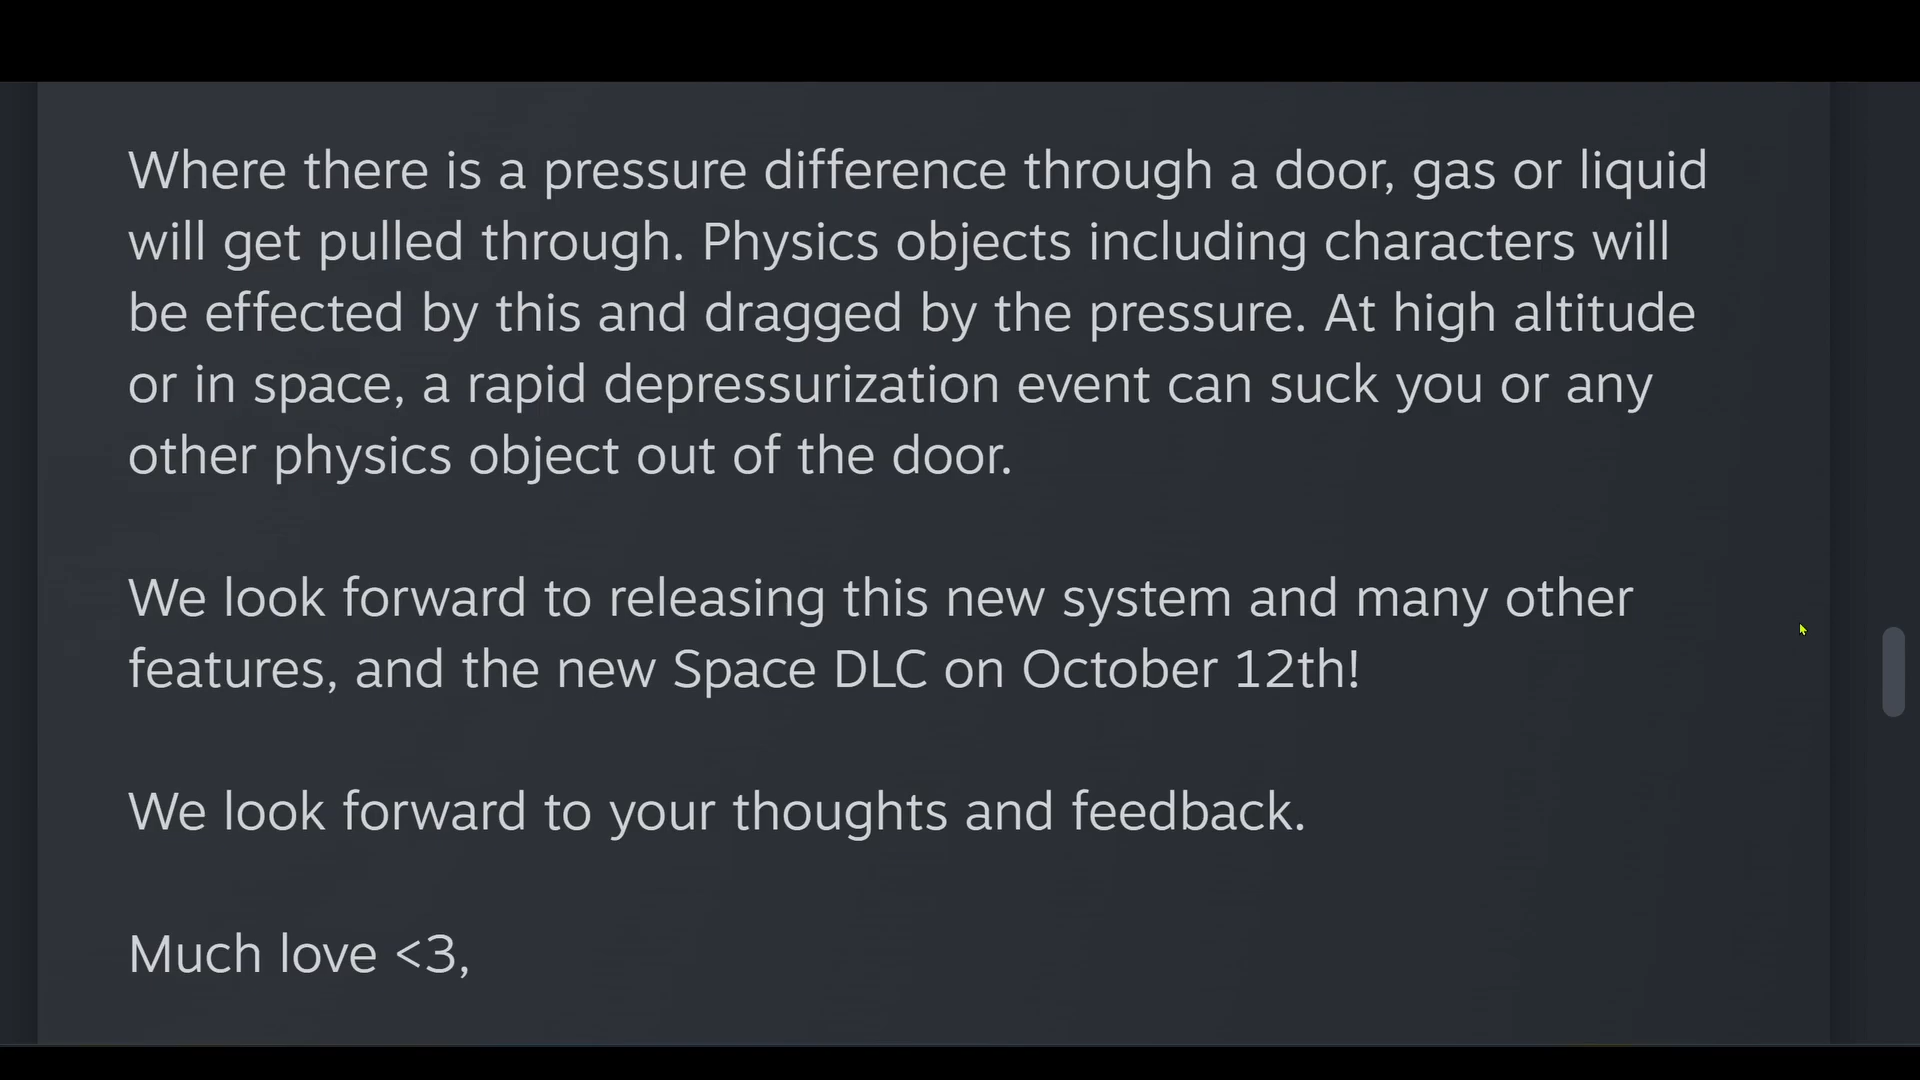 Where there is a pressure difference through a door, gas or liquid
will get pulled through. Physics objects including characters will
be effected by this and dragged by the pressure. At high altitude
or in space, a rapid depressurization event can suck you or any
other physics object out of the door.
We look forward to releasing this new system and many other
features, and the new Space DLC on October 12th!
We look forward to your thoughts and feedback.
Much love <3,